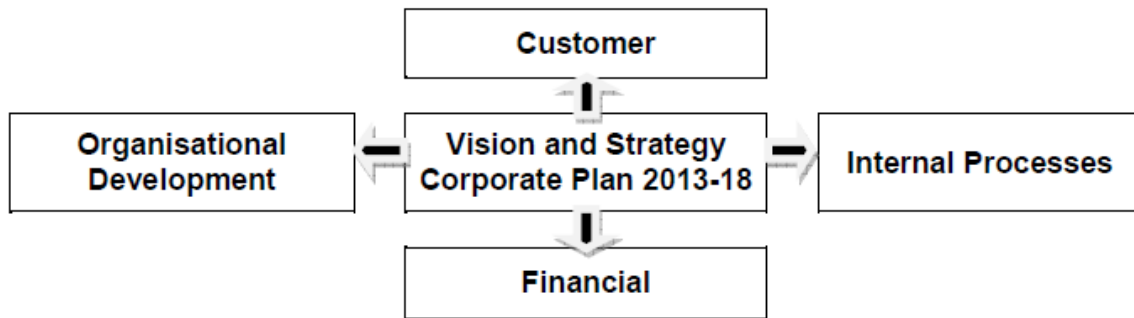 Customer
Organisational
Development
Vision and Strategy
Corporate Plan 2013-18
Internal Processes
Financial